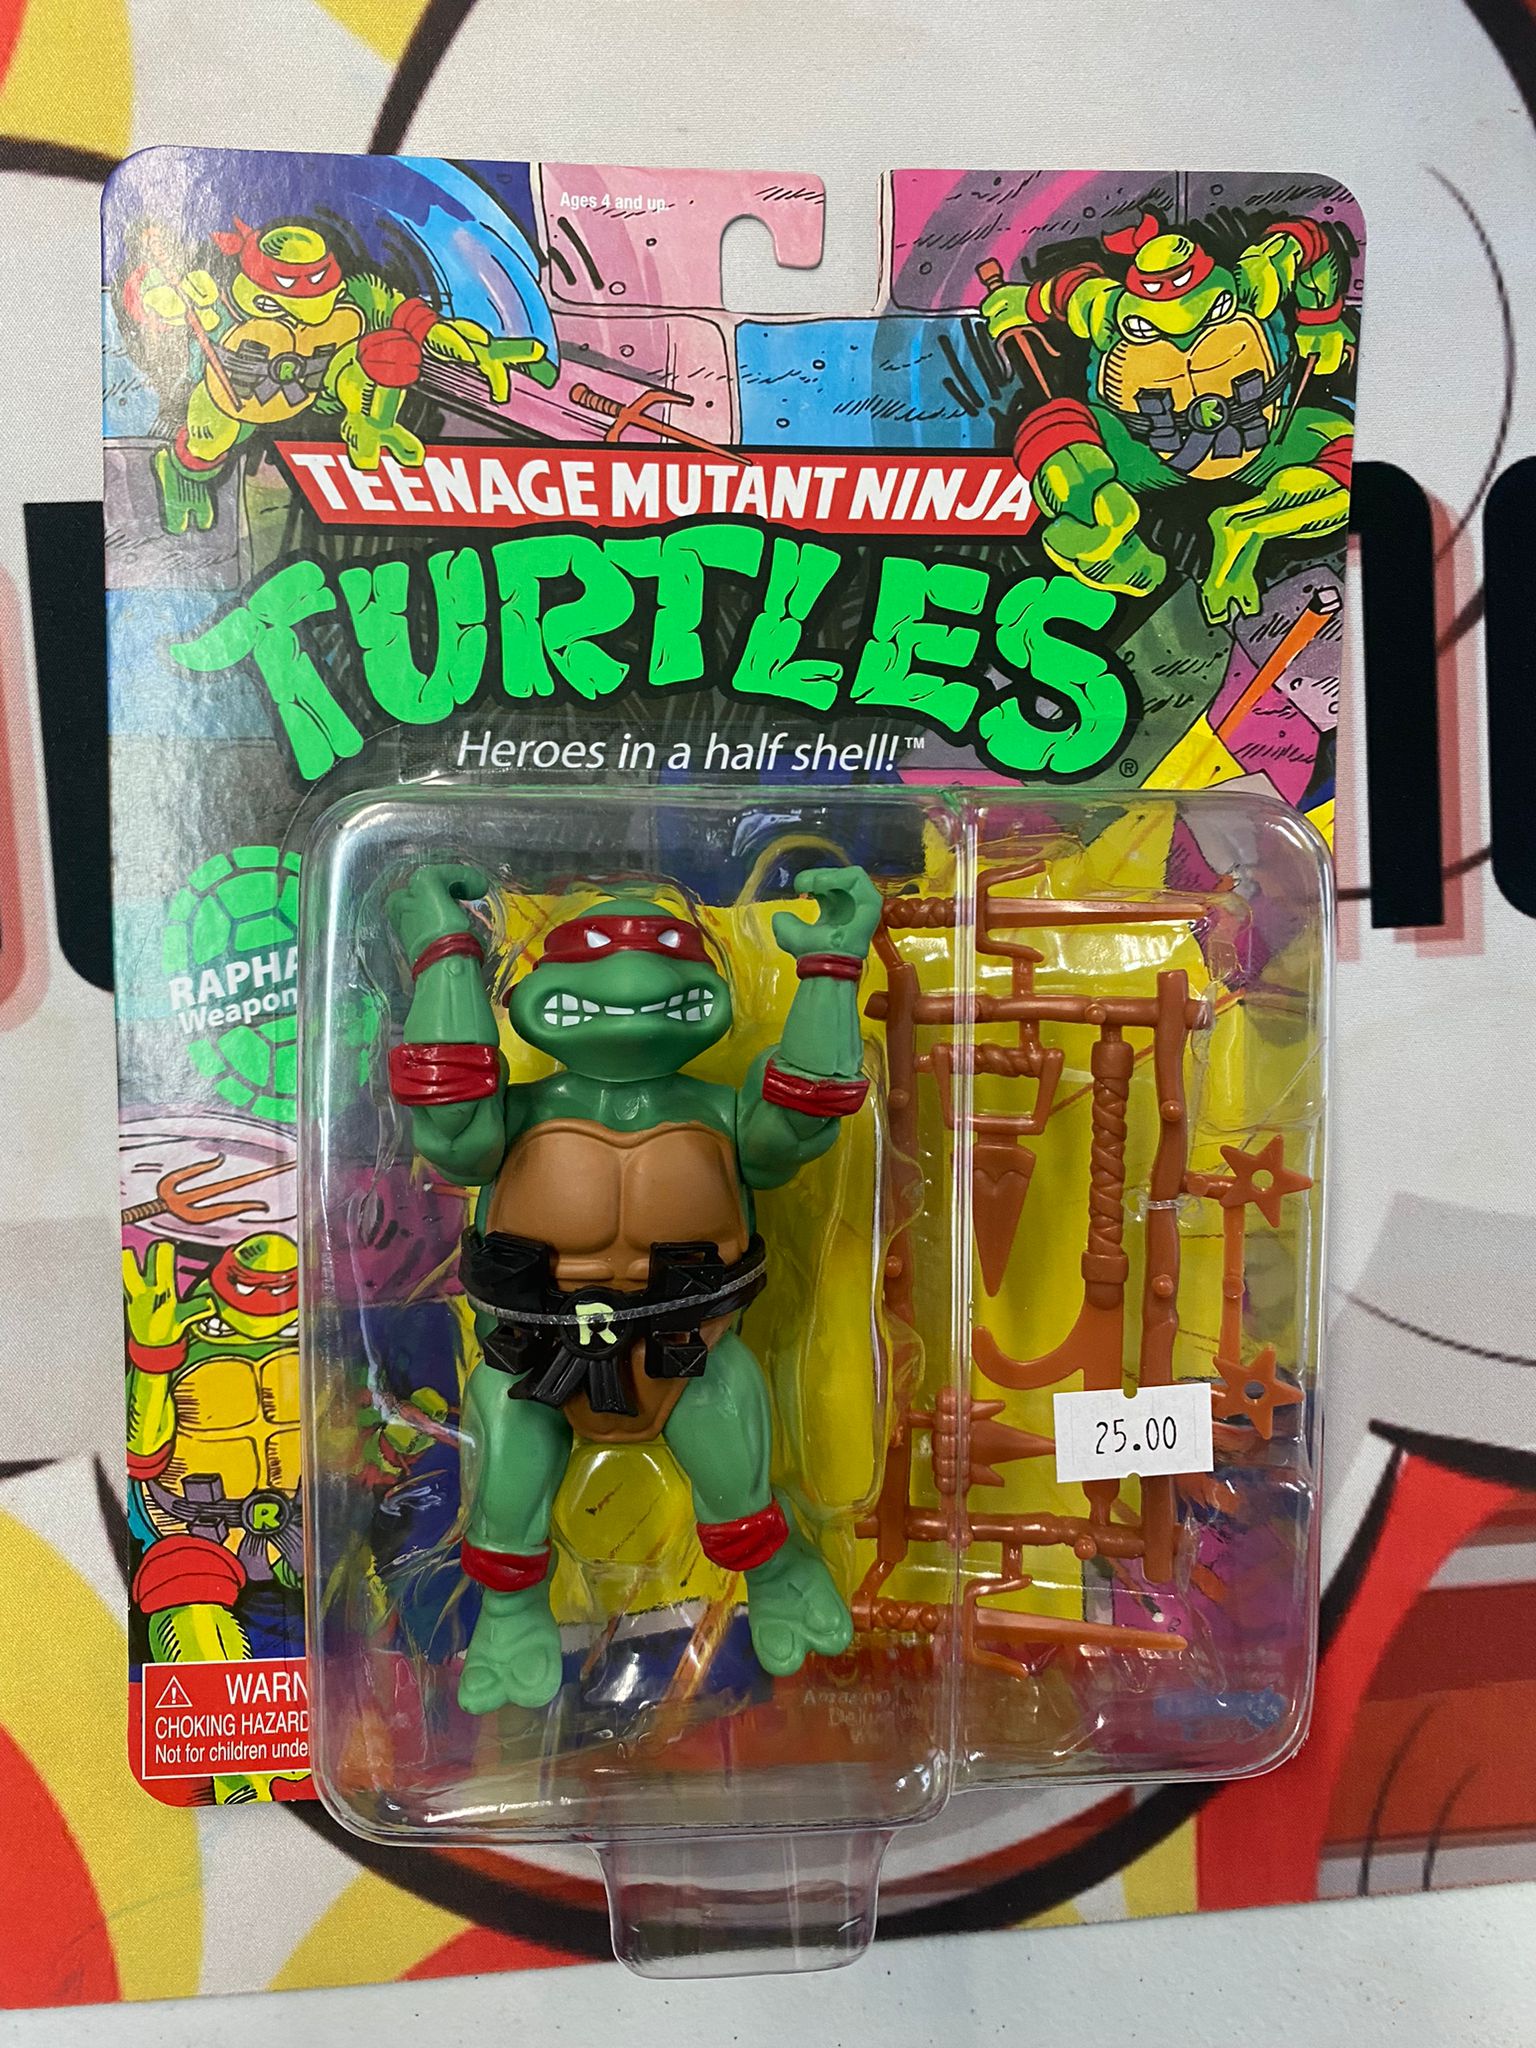 Ages 4 and up.
TEENAGE MUTANT NINJA
TURTLES
Heroes in a half shell!™
®
RAPHA
Weapon
R
25.00
WARN
CHOKING HAZARD
Not for children unde